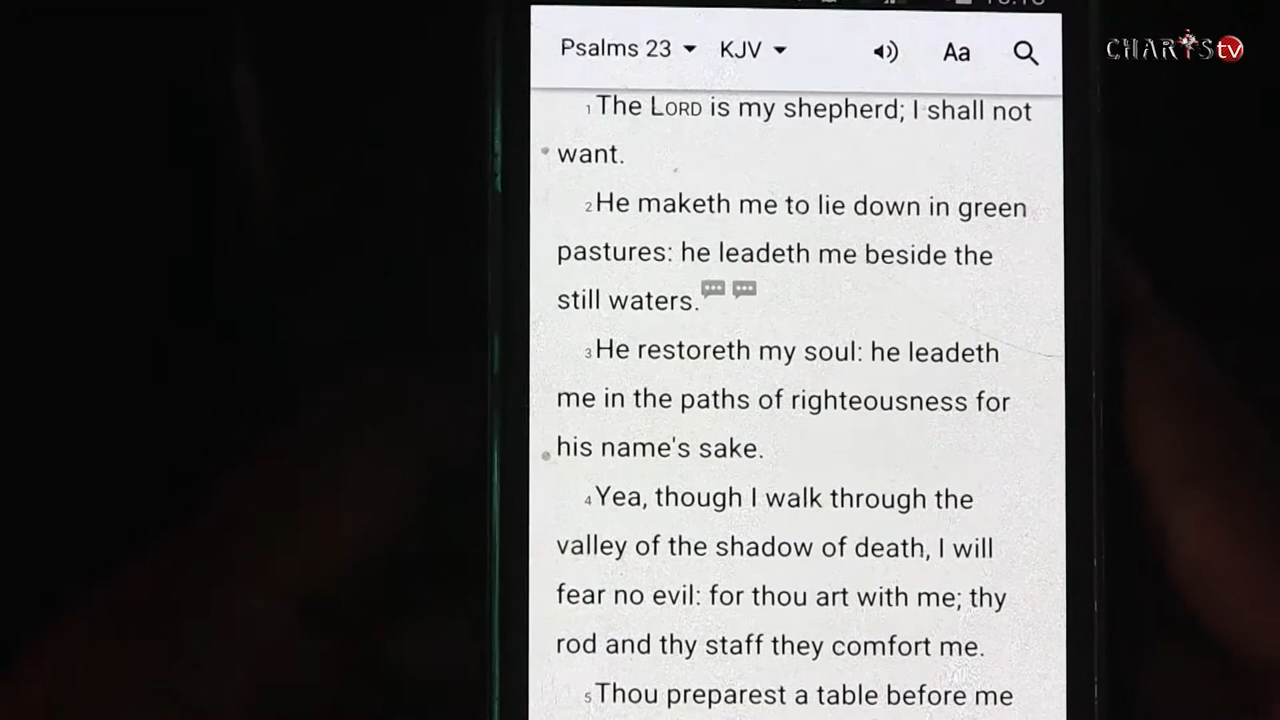 Psalms 23 KJV Aa
CHARIS tv
1 The LORD is my shepherd; I shall not
want.
2 He maketh me to lie down in green
pastures: he leadeth me beside the
still waters.
3 He restoreth my soul: he leadeth
me in the paths of righteousness for
his name's sake.
4 Yea, though I walk through the
valley of the shadow of death, I will
fear no evil: for thou art with me; thy
rod and thy staff they comfort me.
5 Thou preparest a table before me